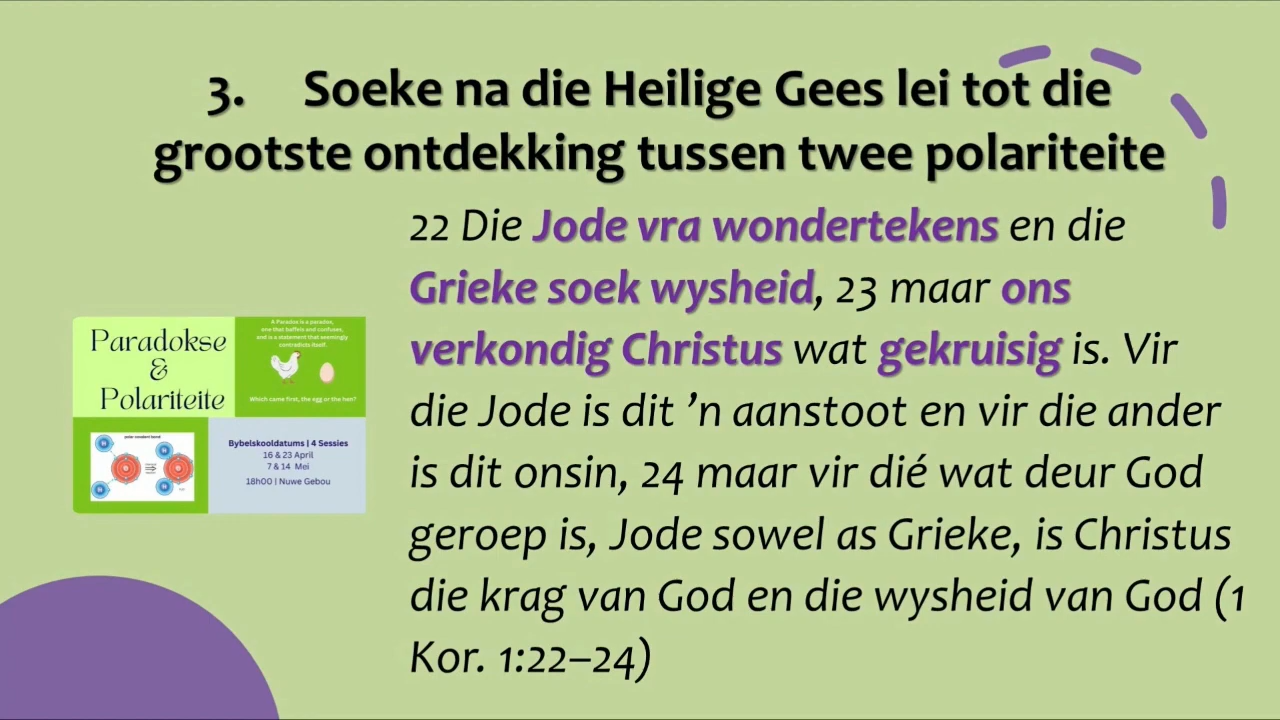 3. Soeke na die Heilige Gees lei tot die
grootste ontdekking tussen twee polariteite
22 Die Jode vra wondertekens en die
Grieke soek wysheid, 23 maar ons
verkondig Christus wat gekruisig is. Vir
die Jode is dit ’n aanstoot en vir die ander
is dit onsin, 24 maar vir dié wat deur God
geroep is, Jode sowel as Grieke, is Christus
die krag van God en die wysheid van God (1
Kor. 1:22–24)
Paradokse
&
Polariteite
A Paradox is a paradox,
one that baffles and confuses,
and is a statement that seemingly
contradicts itself.
Which came first, the egg or the hen?
polar covalent bond
Bybelskooldatums | 4 Sessies
16 & 23 April
7 & 14 Mei
18h00 | Nuwe Gebou